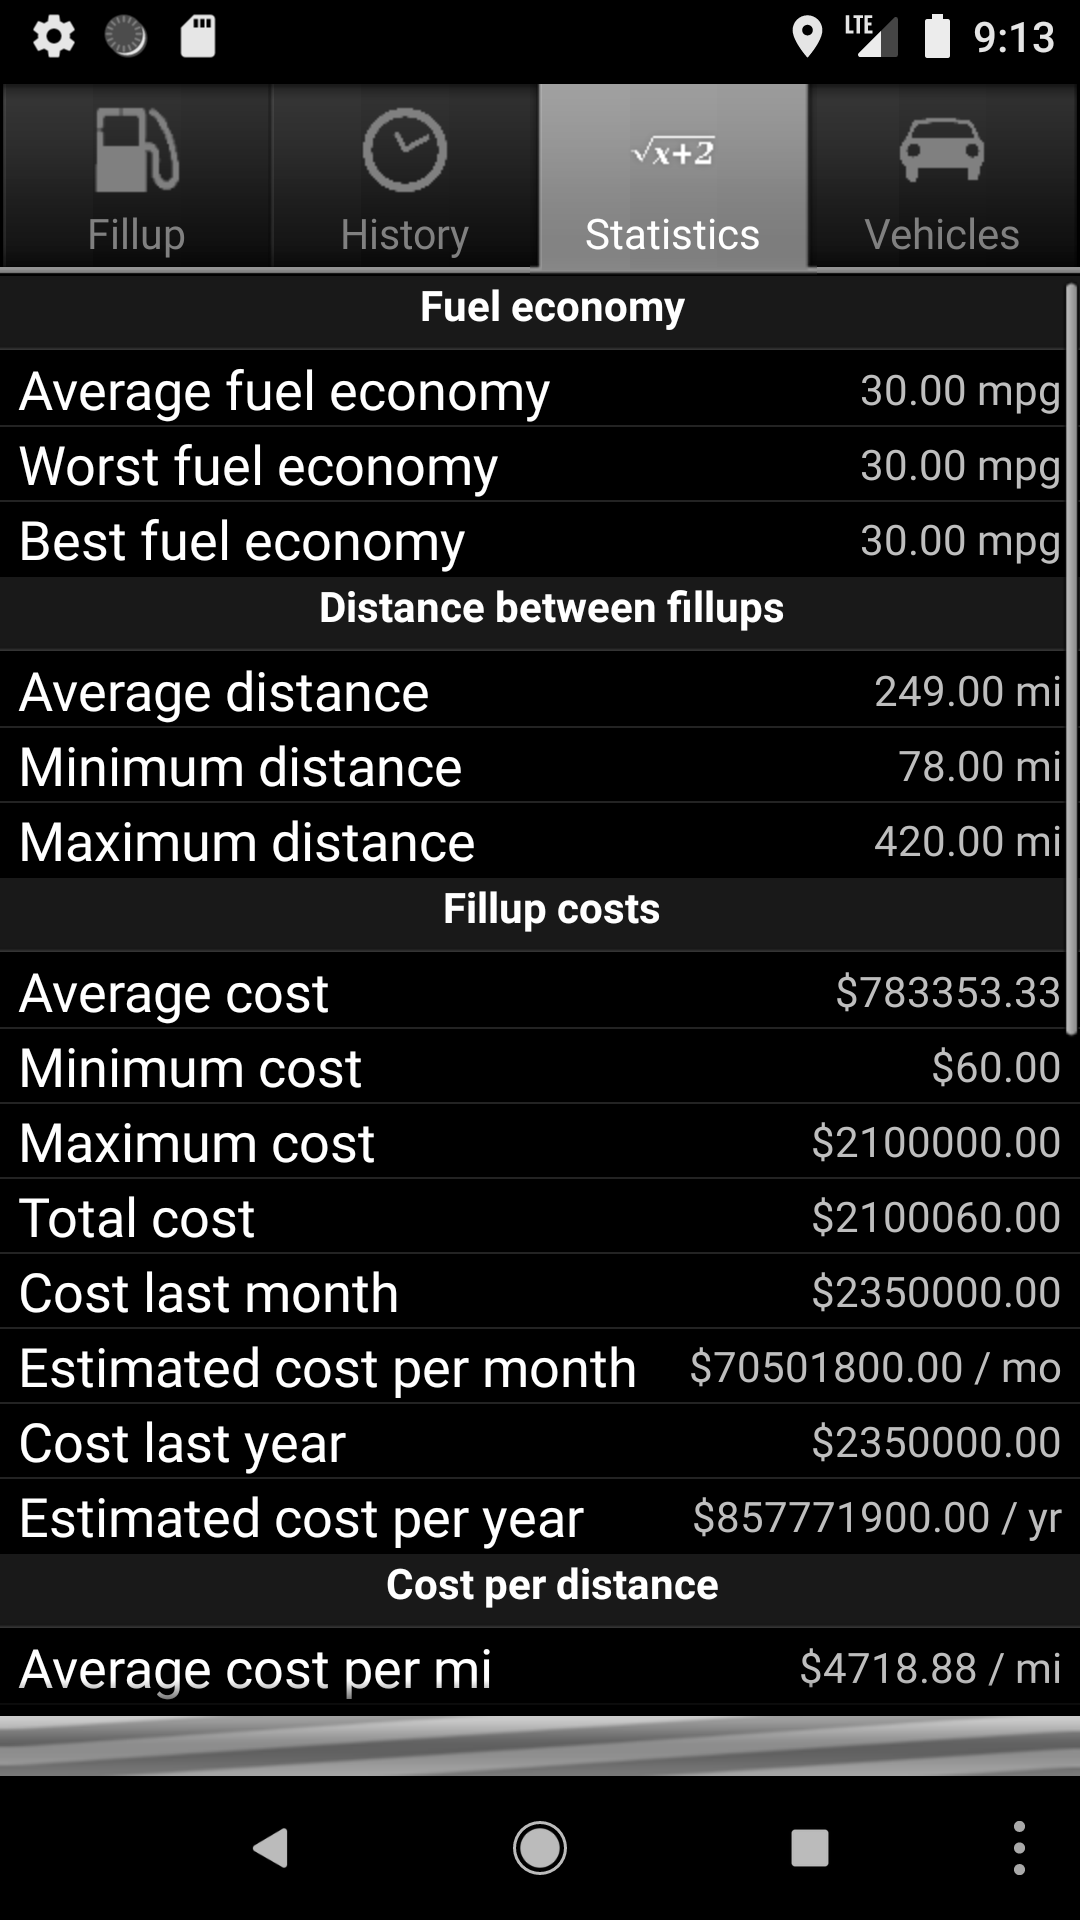 LTE 9:13
√x+2
Fillup History Statistics Vehicles
Fuel economy
Average fuel economy 30.00 mpg
Worst fuel economy 30.00 mpg
Best fuel economy 30.00 mpg
Distance between fillups
Average distance 249.00 mi
Minimum distance 78.00 mi
Maximum distance 420.00 mi
Fillup costs
Average cost $783353.33
Minimum cost $60.00
Maximum cost $2100000.00
Total cost $2100060.00
Cost last month $2350000.00
Estimated cost per month $70501800.00 / mo
Cost last year $2350000.00
Estimated cost per year $857771900.00 / yr
Cost per distance
Average cost per mi $4718.88 / mi